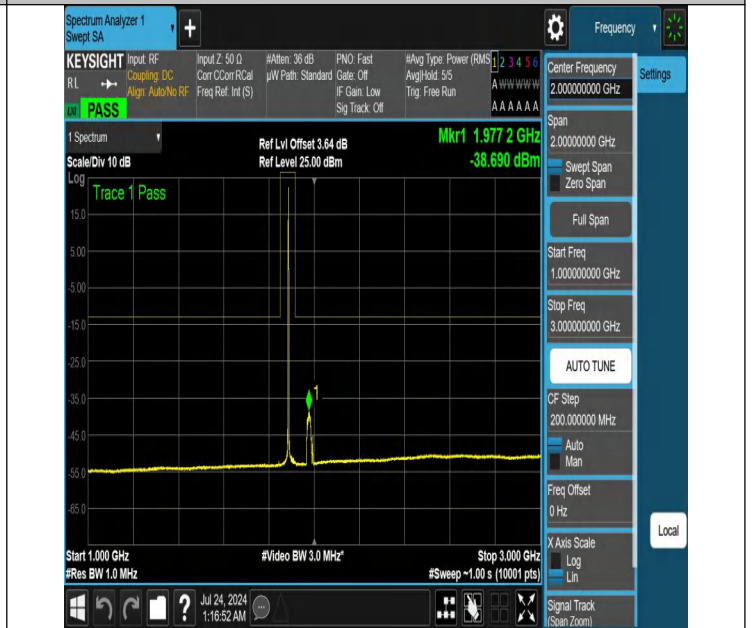 Spectrum Analyzer 1
Swept SA
+
Frequency
KEYSIGHT
RL
LXI
PASS
Input: RF
Coupling: DC
Align: Auto/No RF
Input Z: 50 Ω
Corr CCorr RCal
Freq Ref: Int (S)
#Atten: 36 dB
µW Path: Standard
PNO: Fast
Gate: Off
IF Gain: Low
Sig Track: Off
#Avg Type: Power (RMS
Avg|Hold: 5/5
Trig: Free Run
1 2 3 4 5 6
A W W W W W
A A A A A A
Center Frequency
2.000000000 GHz
Settings
Span
2.00000000 GHz
Swept Span
Zero Span
Full Span
Start Freq
1.000000000 GHz
Stop Freq
3.000000000 GHz
AUTO TUNE
CF Step
200.000000 MHz
Auto
Man
Freq Offset
0 Hz
X Axis Scale
Log
Lin
Local
Signal Track
(Span Zoom)
1 Spectrum
Scale/Div 10 dB
Ref Lvl Offset 3.64 dB
Ref Level 25.00 dBm
Mkr1 1.977 2 GHz
-38.690 dBm
Log
Trace 1 Pass
15.0
5.00
-5.00
-15.0
-25.0
-35.0
-45.0
-55.0
-65.0
1
Start 1.000 GHz
#Res BW 1.0 MHz
#Video BW 3.0 MHz*
Stop 3.000 GHz
#Sweep ~1.00 s (10001 pts)
?
Jul 24, 2024
1:16:52 AM